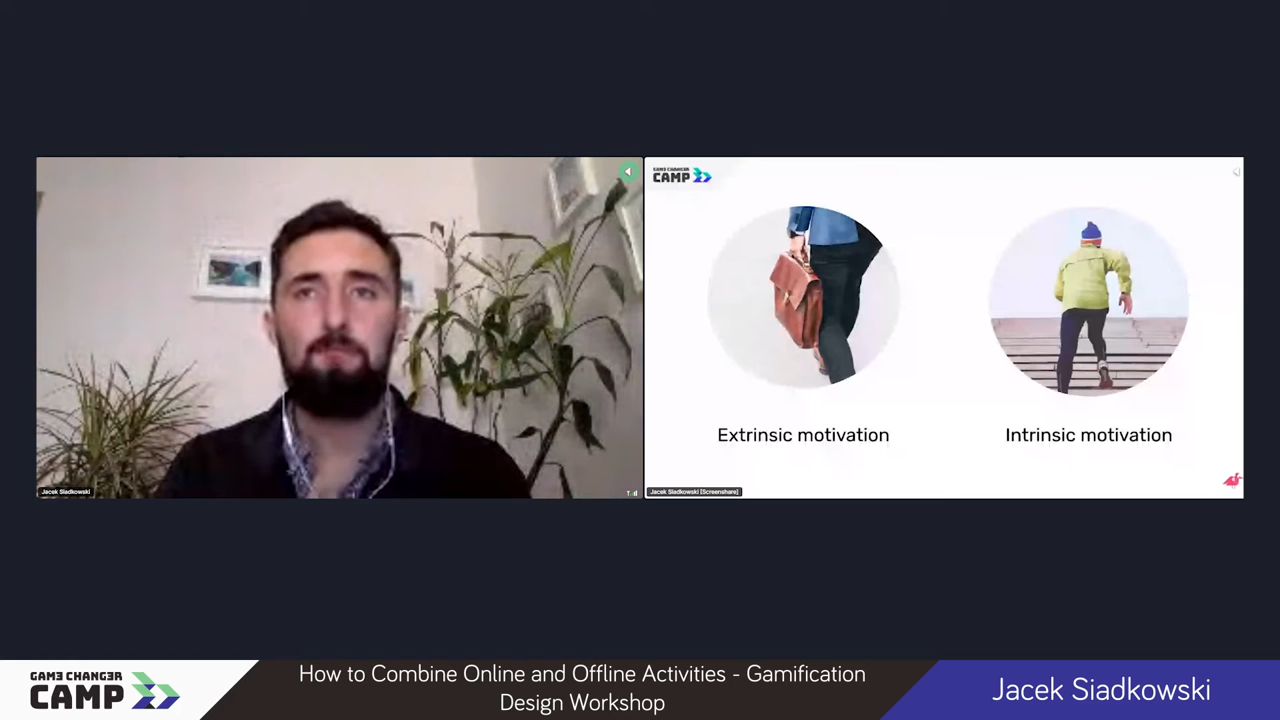 Jacek Siadkowski
GAME CHANGER
CAMP
Extrinsic motivation
Intrinsic motivation
Jacek Siadkowski [Screenshare]
GAME CHANGER
CAMP
How to Combine Online and Offline Activities - Gamification
Design Workshop
Jacek Siadkowski